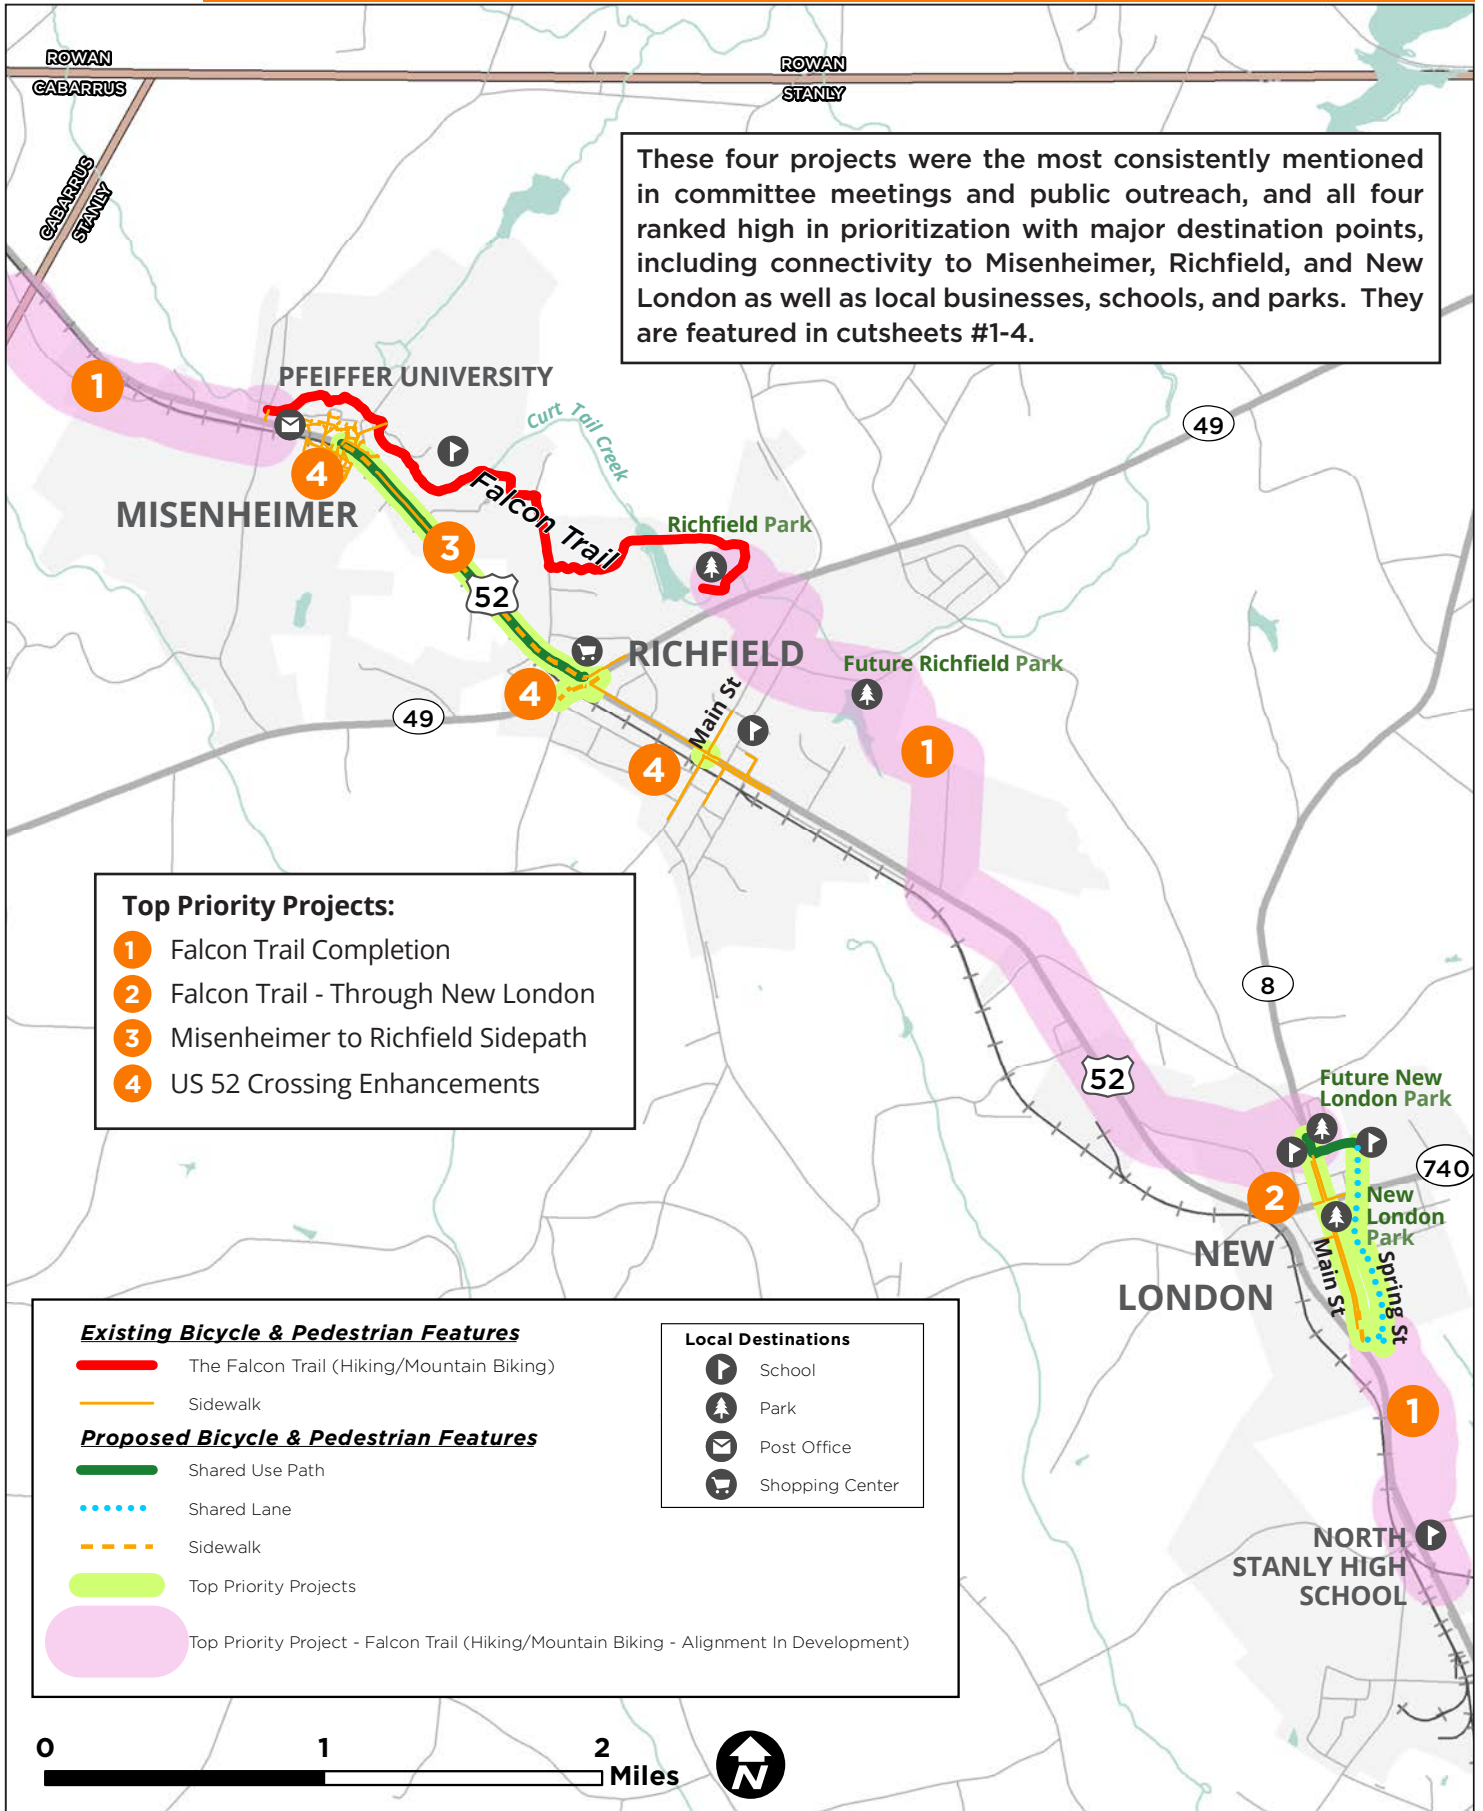 ROWAN
CABARRUS
ROWAN
STANLY
CABARRUS
STANLY
These four projects were the most consistently mentioned
in committee meetings and public outreach, and all four
ranked high in prioritization with major destination points,
including connectivity to Misenheimer, Richfield, and New
London as well as local businesses, schools, and parks. They
are featured in cutsheets #1-4.
1
PFEIFFER UNIVERSITY
Curt Tail Creek
49
4
MISENHEIMER
Falcon Trail
Richfield Park
3
52
RICHFIELD
Future Richfield Park
4
49
Main St
4
1
Top Priority Projects:
1 Falcon Trail Completion
2 Falcon Trail - Through New London
3 Misenheimer to Richfield Sidepath
4 US 52 Crossing Enhancements
8
52
Future New
London Park
740
2
New
London
Park
NEW
LONDON
Main St
Spring St
1
NORTH
STANLY HIGH
SCHOOL
Existing Bicycle & Pedestrian Features
The Falcon Trail (Hiking/Mountain Biking)
Sidewalk
Proposed Bicycle & Pedestrian Features
Shared Use Path
Shared Lane
Sidewalk
Top Priority Projects
Top Priority Project - Falcon Trail (Hiking/Mountain Biking - Alignment In Development)
Local Destinations
School
Park
Post Office
Shopping Center
0 1 2
Miles
N